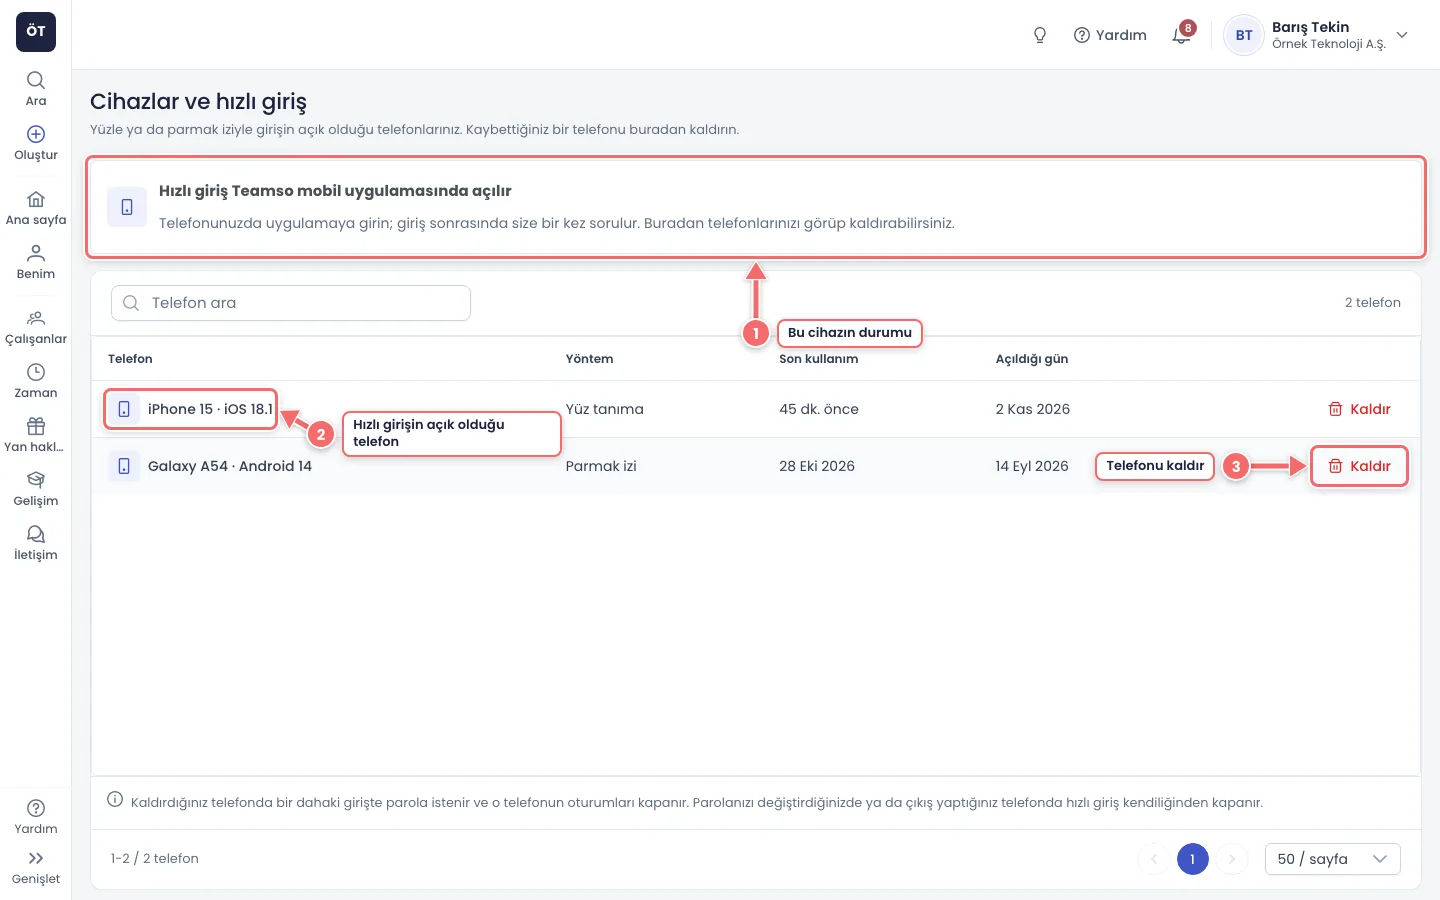 ÖT
Ara
Oluştur
Ana sayfa
Benim
Çalışanlar
Zaman
Yan hakl...
Gelişim
İletişim
Yardım
Genişlet
Yardım
8
BT
Barış Tekin
Örnek Teknoloji A.Ş.
Cihazlar ve hızlı giriş
Yüzle ya da parmak iziyle girişin açık olduğu telefonlarınız. Kaybettiğiniz bir telefonu buradan kaldırın.
Hızlı giriş Teamso mobil uygulamasında açılır
Telefonunuzda uygulamaya girin; giriş sonrasında size bir kez sorulur. Buradan telefonlarınızı görüp kaldırabilirsiniz.
Telefon ara
2 telefon
1
Bu cihazın durumu
Telefon
Yöntem
Son kullanım
Açıldığı gün
iPhone 15 · iOS 18.1
Yüz tanıma
45 dk. önce
2 Kas 2026
Kaldır
2
Hızlı girişin açık olduğu
telefon
Galaxy A54 · Android 14
Parmak izi
28 Eki 2026
14 Eyl 2026
Telefonu kaldır
3
Kaldır
Kaldırdığınız telefonda bir dahaki girişte parola istenir ve o telefonun oturumları kapanır. Parolanızı değiştirdiğinizde ya da çıkış yaptığınız telefonda hızlı giriş kendiliğinden kapanır.
1-2 / 2 telefon
1
50 / sayfa